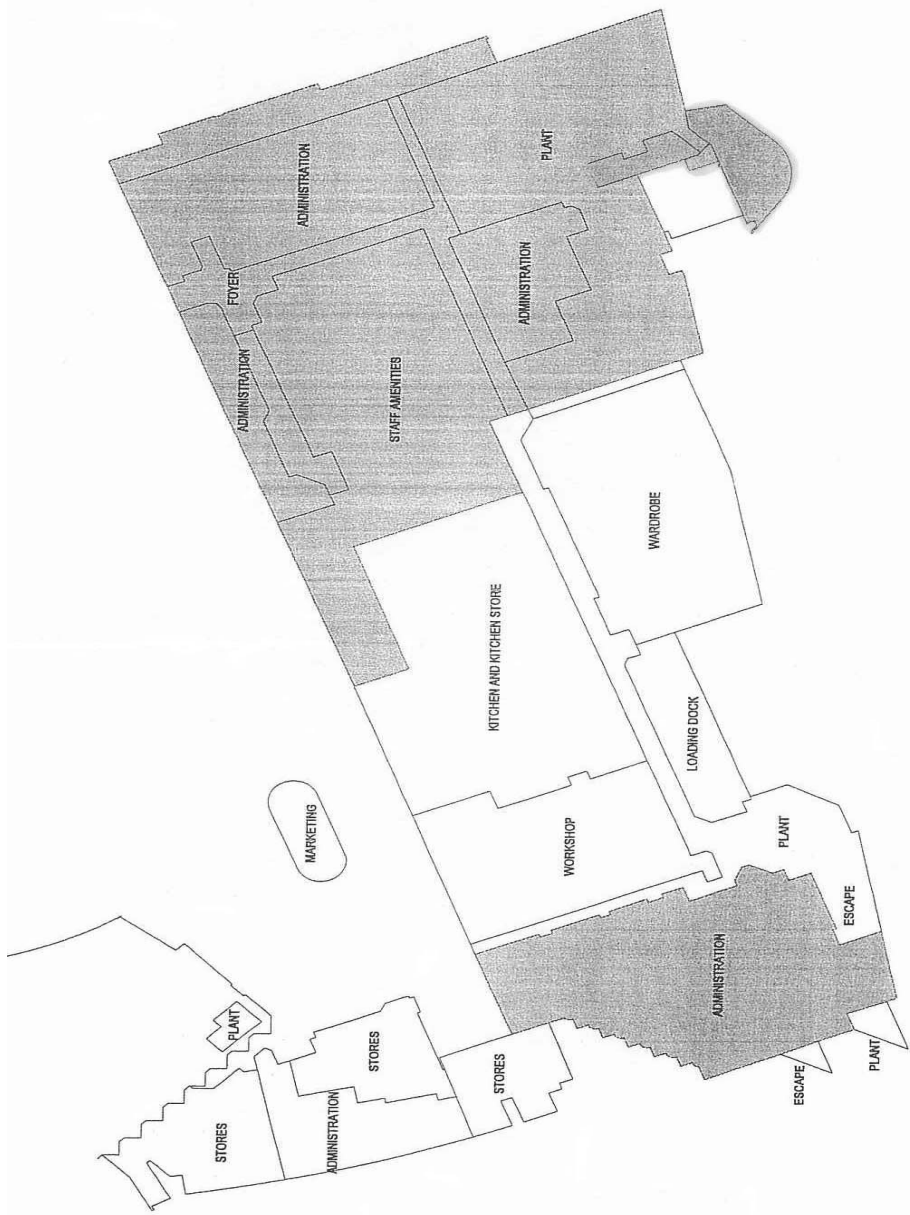 ADMINISTRATION
PLANT
FOYER
ADMINISTRATION
ADMINISTRATION
STAFF AMENITIES
WARDROBE
KITCHEN AND KITCHEN STORE
LOADING DOCK
MARKETING
WORKSHOP
PLANT
ESCAPE
ADMINISTRATION
PLANT
STORES
STORES
ESCAPE
PLANT
STORES
ADMINISTRATION